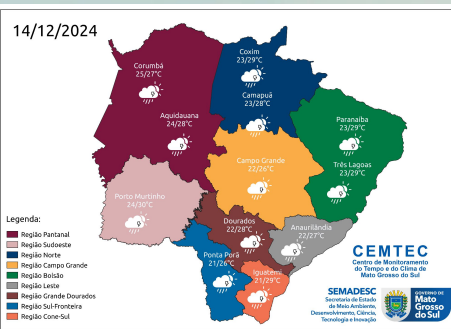 14/12/2024
Corumbá
25/27°C
Coxim
23/29°C
Camapuã
23/28°C
Aquidauana
24/28°C
Paranaíba
23/29°C
Três Lagoas
23/29°C
Campo Grande
22/26°C
Porto Murtinho
24/30°C
Dourados
22/28°C
Anaurilândia
22/27°C
Ponta Porã
21/26°C
Iguatemi
21/29°C
Legenda:
Região Pantanal
Região Sudoeste
Região Norte
Região Campo Grande
Região Bolsão
Região Leste
Região Grande Dourados
Região Sul-Fronteira
Região Cone-Sul
CEMTEC
Centro de Monitoramento
do Tempo e do Clima de
Mato Grosso do Sul
SEMADESC
Secretaria de Estado
de Meio Ambiente,
Desenvolvimento, Ciência,
Tecnologia e Inovação
GOVERNO DE
Mato
Grosso
do Sul